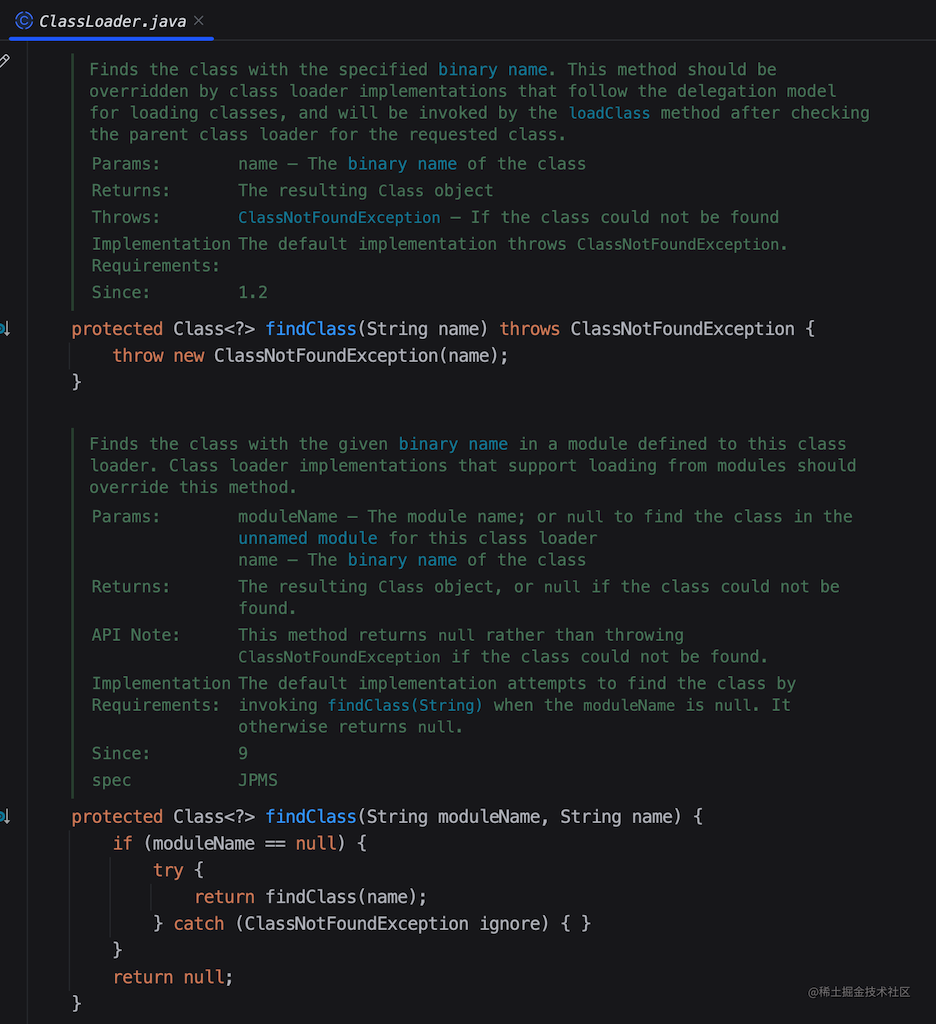 ClassLoader.java
Finds the class with the specified binary name. This method should be
overridden by class loader implementations that follow the delegation model
for loading classes, and will be invoked by the loadClass method after checking
the parent class loader for the requested class.
Params: name – The binary name of the class
Returns: The resulting Class object
Throws: ClassNotFoundException – If the class could not be found
Implementation The default implementation throws ClassNotFoundException.
Requirements:
Since: 1.2
protected Class<?> findClass(String name) throws ClassNotFoundException {
throw new ClassNotFoundException(name);
}
Finds the class with the given binary name in a module defined to this class
loader. Class loader implementations that support loading from modules should
override this method.
Params: moduleName – The module name; or null to find the class in the
unnamed module for this class loader
name – The binary name of the class
Returns: The resulting Class object, or null if the class could not be
found.
API Note: This method returns null rather than throwing
ClassNotFoundException if the class could not be found.
Implementation The default implementation attempts to find the class by
Requirements: invoking findClass(String) when the moduleName is null. It
otherwise returns null.
Since: 9
spec JPMS
protected Class<?> findClass(String moduleName, String name) {
if (moduleName == null) {
try {
return findClass(name);
} catch (ClassNotFoundException ignore) { }
}
return null;
}
@稀土掘金技术社区